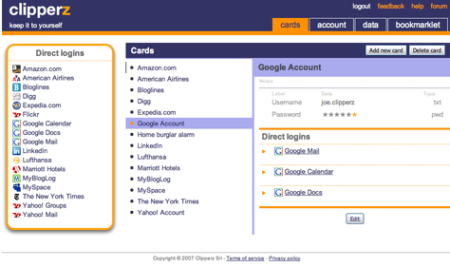 clipperz
keep it to yourself
logout feedback help forum
cards account data bookmarklet
Direct logins
Amazon.com
American Airlines
Bloglines
Digg
Expedia.com
Flickr
Google Calendar
Google Docs
Google Mail
LinkedIn
Lufthansa
Marriott Hotels
MyBlogLog
MySpace
The New York Times
Yahoo! Groups
Yahoo! Mail
Cards
Add new card Delete card
Amazon.com
American Airlines
Bloglines
Digg
Expedia.com
Google Account
Home burglar alarm
LinkedIn
Lufthansa
Marriott Hotels
MyBlogLog
MySpace
The New York Times
Yahoo! Account
Google Account
Notes
Label Data Type
Username joe.clipperz txt
Password ★★★★★★ pwd
Direct logins
Google Mail
Google Calendar
Google Docs
Edit
Copyright © 2007 Clipperz Srl - Terms of service - Privacy policy